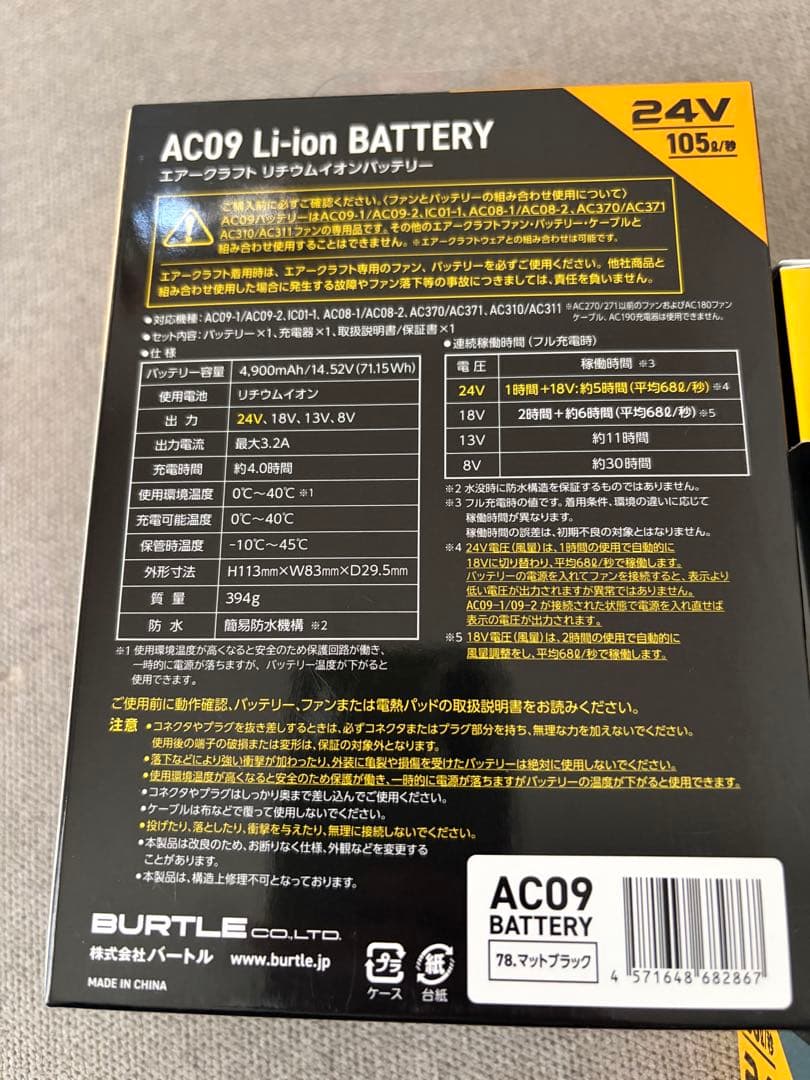 AC09 Li-ion BATTERY
エアークラフト リチウムイオンバッテリー
24V
105ℓ/秒
ご購入前に必ずご確認ください。〈ファンとバッテリーの組み合わせ使用について〉
AC09バッテリーはAC09-1/AC09-2、IC01-1、AC08-1/AC08-2、AC370/AC371
AC310/AC311ファンの専用品です。その他のエアークラフトファン・バッテリー・ケーブルと
組み合わせ使用することはできません。※エアークラフトウェアとの組み合わせは可能です。
エアークラフト着用時は、エアークラフト専用のファン、バッテリーを必ずご使用ください。他社商品と
組み合わせ使用した場合に発生する故障やファン落下等の事故につきましては、責任を負いません。
●対応機種：AC09-1/AC09-2、IC01-1、AC08-1/AC08-2、AC370/AC371、AC310/AC311 ※AC270/271以前のファンおよびAC180ファン
ケーブル、AC190充電器は使用できません。
●セット内容：バッテリー×1、充電器×1、取扱説明書/保証書×1
●仕様
バッテリー容量 4,900mAh/14.52V(71.15Wh)
使用電池 リチウムイオン
出力 24V、18V、13V、8V
出力電流 最大3.2A
充電時間 約4.0時間
使用環境温度 0℃～40℃ ※1
充電可能温度 0℃～40℃
保管時温度 -10℃～45℃
外形寸法 H113mm×W83mm×D29.5mm
質量 394g
防水 簡易防水機構 ※2
※1 使用環境温度が高くなると安全のため保護回路が働き、
一時的に電源が落ちますが、バッテリー温度が下がると
使用できます。
●連続稼働時間（フル充電時）
電圧 稼働時間 ※3
24V 1時間+18V：約5時間（平均68ℓ/秒）※4
18V 2時間+約6時間（平均68ℓ/秒）※5
13V 約11時間
8V 約30時間
※2 水没時に防水構造を保証するものではありません。
※3 フル充電時の値です。着用条件、環境の違いに応じて
稼働時間が異なります。
稼働時間の誤差は、初期不良の対象とはなりません。
※4 24V電圧（風量）は、1時間の使用で自動的に
18Vに切り替わり、平均68ℓ/秒で稼働します。
バッテリーの電源を入れてファンを接続すると、表示より
低い電圧が出力されますが異常ではありません。
AC09-1/09-2 が接続された状態で電源を入れ直せば
表示の電圧が出力されます。
※5 18V電圧（風量）は、2時間の使用で自動的に
風量調整をし、平均68ℓ/秒で稼働します。
ご使用前に動作確認、バッテリー、ファンまたは電熱パッドの取扱説明書をお読みください。
注意 ●コネクタやプラグを抜き差しするときは、必ずコネクタまたはプラグ部分を持ち、無理な力を加えないでください。
使用後の端子の破損または変形は、保証の対象外となります。
●落下などにより強い衝撃が加わったり、外装に亀裂や損傷を受けたバッテリーは絶対に使用しないでください。
●使用環境温度が高くなると安全のため保護が働き、一時的に電源が落ちますがバッテリーの温度が下がると使用できます。
●コネクタやプラグはしっかり奥まで差し込んでご使用ください。
●ケーブルは布などで覆って使用しないでください。
●投げたり、落としたり、衝撃を与えたり、無理に接続しないでください。
●本製品は改良のため、お断りなく仕様、外観などを変更する
ことがあります。
●本製品は、構造上修理不可となっております。
BURTLE CO.,LTD.
株式会社バートル www.burtle.jp
MADE IN CHINA
プラ
ケース
紙
台紙
AC09
BATTERY
78.マットブラック
4 571648 682867